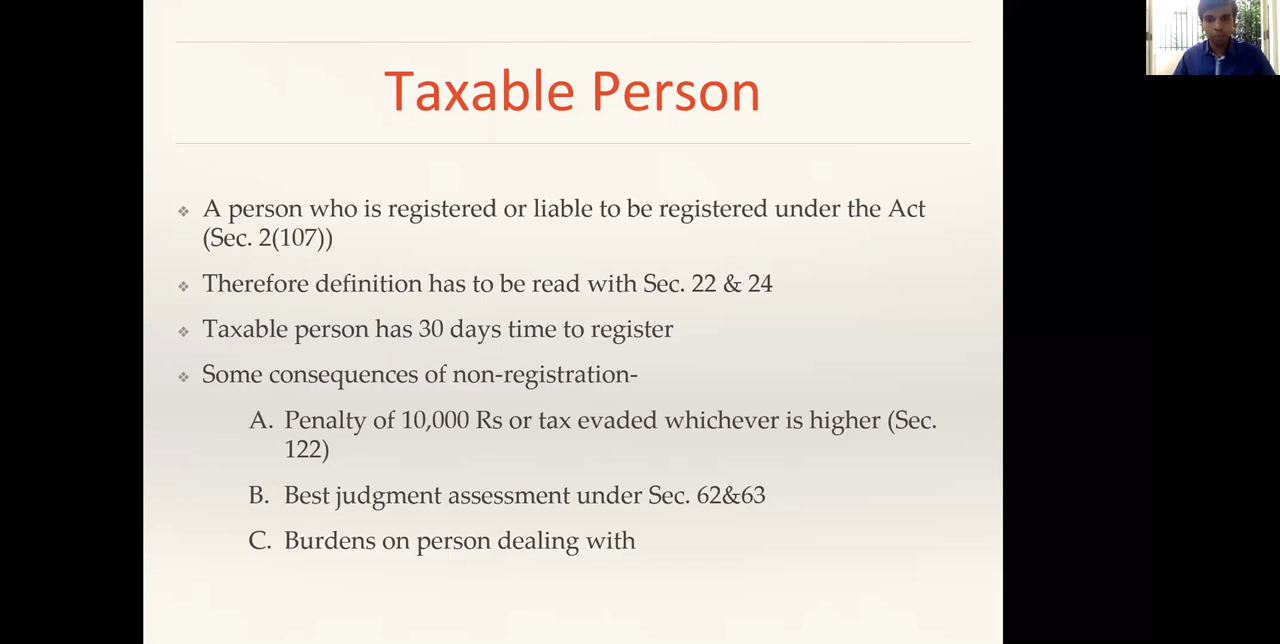 Taxable Person
❖ A person who is registered or liable to be registered under the Act
(Sec. 2(107))
❖ Therefore definition has to be read with Sec. 22 & 24
❖ Taxable person has 30 days time to register
❖ Some consequences of non-registration-
A. Penalty of 10,000 Rs or tax evaded whichever is higher (Sec.
122)
B. Best judgment assessment under Sec. 62&63
C. Burdens on person dealing with